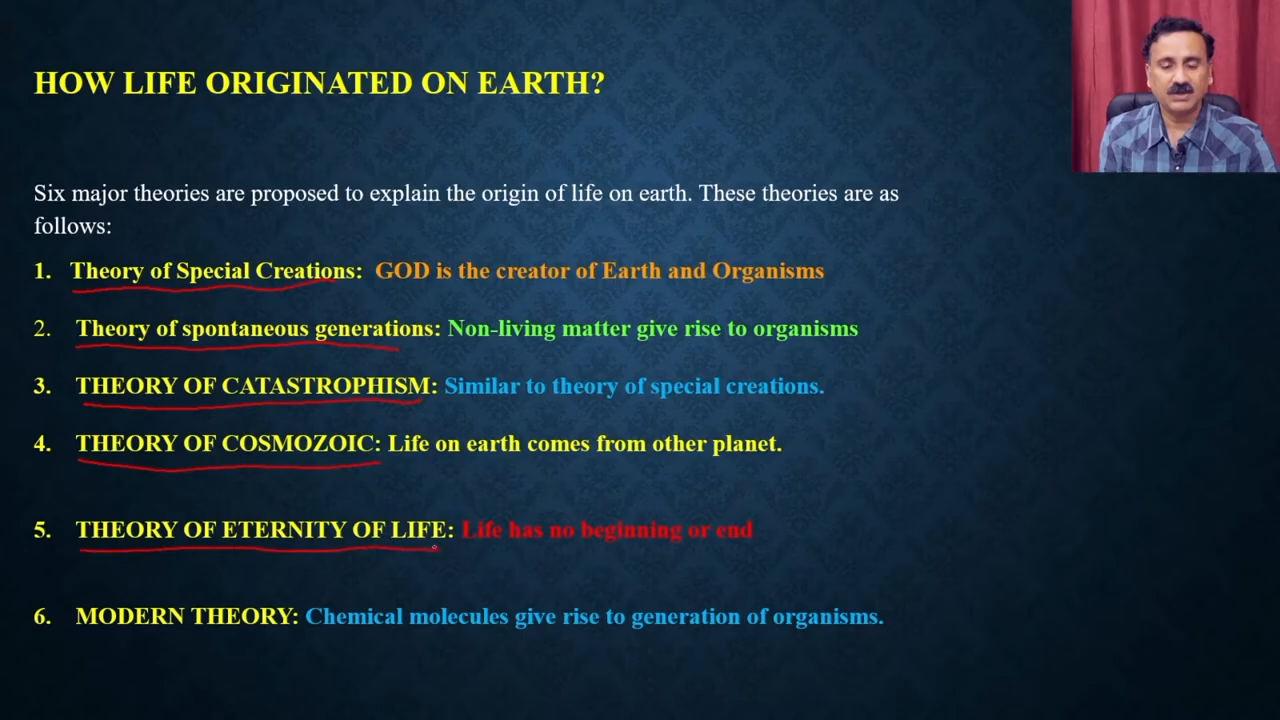 HOW LIFE ORIGINATED ON EARTH?
Six major theories are proposed to explain the origin of life on earth. These theories are as
follows:
1. Theory of Special Creations: GOD is the creator of Earth and Organisms
2. Theory of spontaneous generations: Non-living matter give rise to organisms
3. THEORY OF CATASTROPHISM: Similar to theory of special creations.
4. THEORY OF COSMOZOIC: Life on earth comes from other planet.
5. THEORY OF ETERNITY OF LIFE: Life has no beginning or end
6. MODERN THEORY: Chemical molecules give rise to generation of organisms.